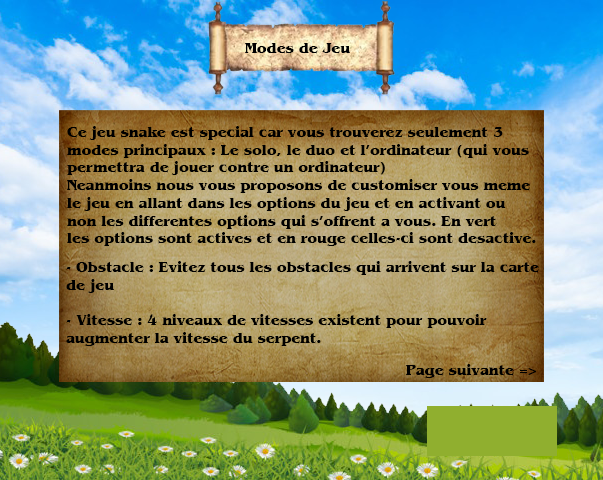 Modes de Jeu
Ce jeu snake est special car vous trouverez seulement 3
modes principaux : Le solo, le duo et l'ordinateur (qui vous
permettra de jouer contre un ordinateur)
Neanmoins nous vous proposons de customiser vous meme
le jeu en allant dans les options du jeu et en activant ou
non les differentes options qui s'offrent a vous. En vert
les options sont actives et en rouge celles-ci sont desactive.
- Obstacle : Evitez tous les obstacles qui arrivent sur la carte
de jeu
- Vitesse : 4 niveaux de vitesses existent pour pouvoir
augmenter la vitesse du serpent.
Page suivante =>